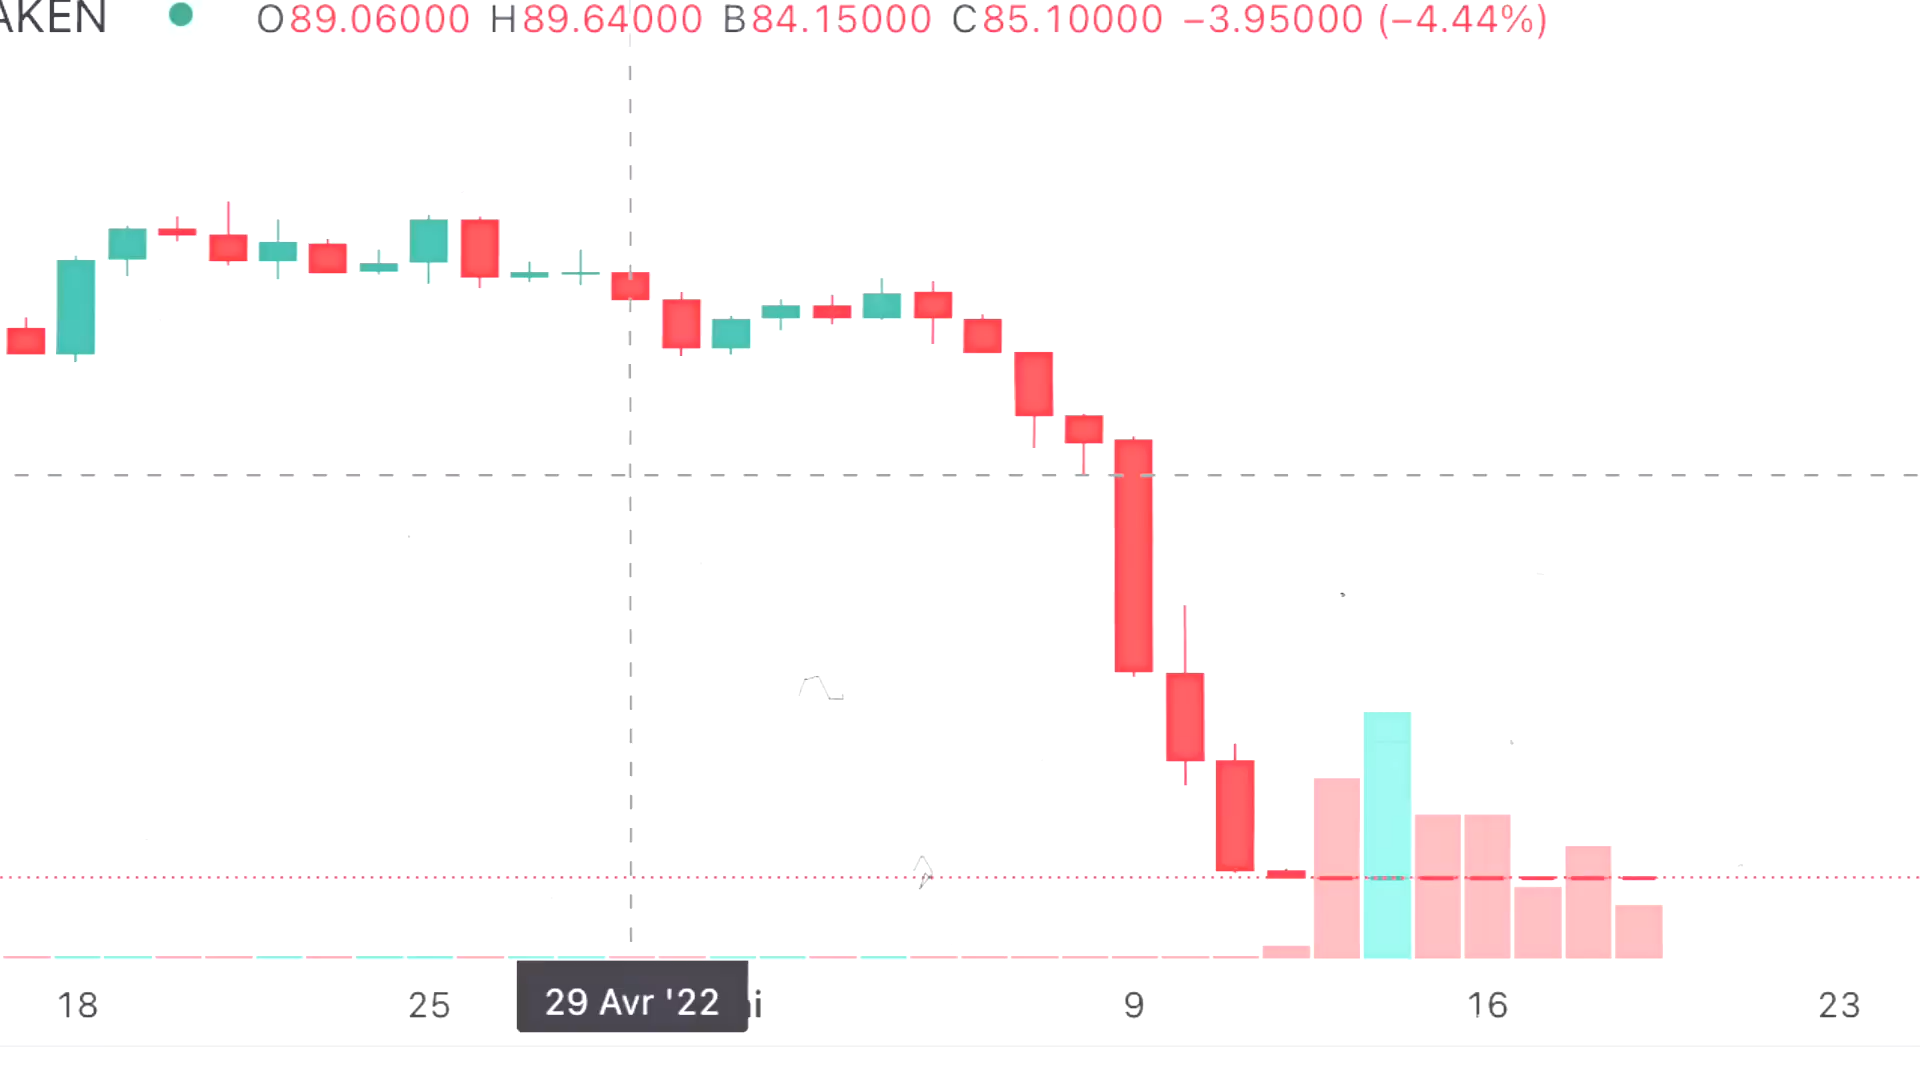 AKEN O89.06000 H89.64000 B84.15000 C85.10000 −3.95000 (−4.44%)
18 25 29 Avr '22 9 16 23